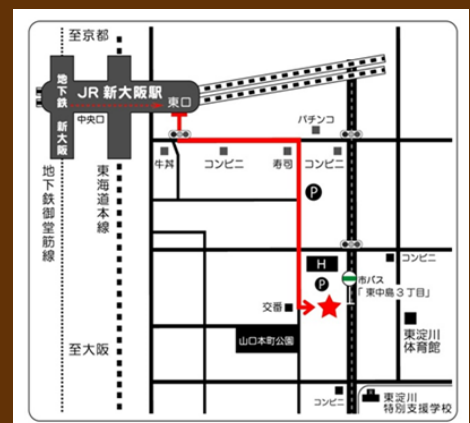 至京都
JR 新大阪駅
東口
中央口
地下鉄 新大阪
パチンコ
牛丼
コンビニ
寿司
コンビニ
P
地下鉄御堂筋線
東海道本線
H
P
コンビニ
市バス
「東中島3丁目」
交番
山口本町公園
東淀川
体育館
至大阪
コンビニ
東淀川
特別支援学校